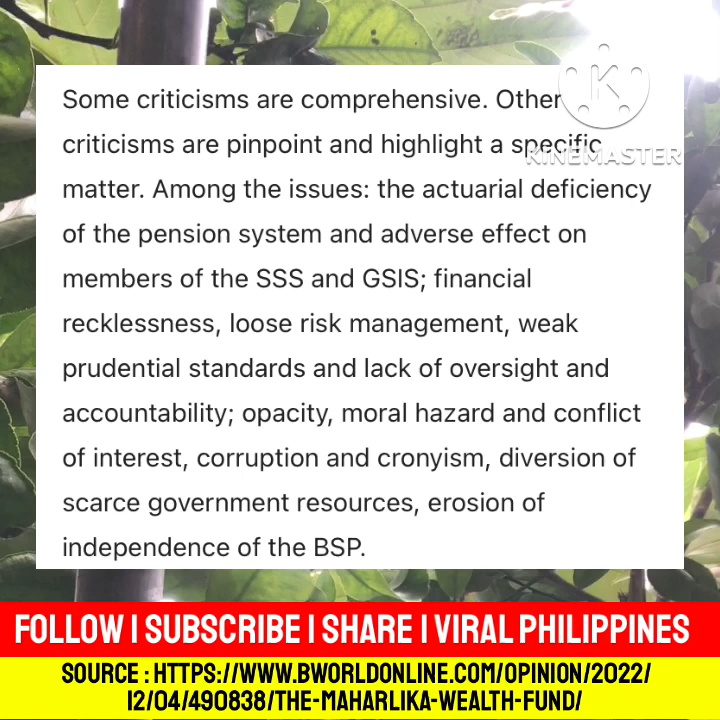 Some criticisms are comprehensive. Other
criticisms are pinpoint and highlight a specific
matter. Among the issues: the actuarial deficiency
of the pension system and adverse effect on
members of the SSS and GSIS; financial
recklessness, loose risk management, weak
prudential standards and lack of oversight and
accountability; opacity, moral hazard and conflict
of interest, corruption and cronyism, diversion of
scarce government resources, erosion of
independence of the BSP.
K
KINEMASTER
FOLLOW | SUBSCRIBE | SHARE | VIRAL PHILIPPINES
SOURCE : HTTPS://WWW.BWORLDONLINE.COM/OPINION/2022/
12/04/490838/THE-MAHARLIKA-WEALTH-FUND/